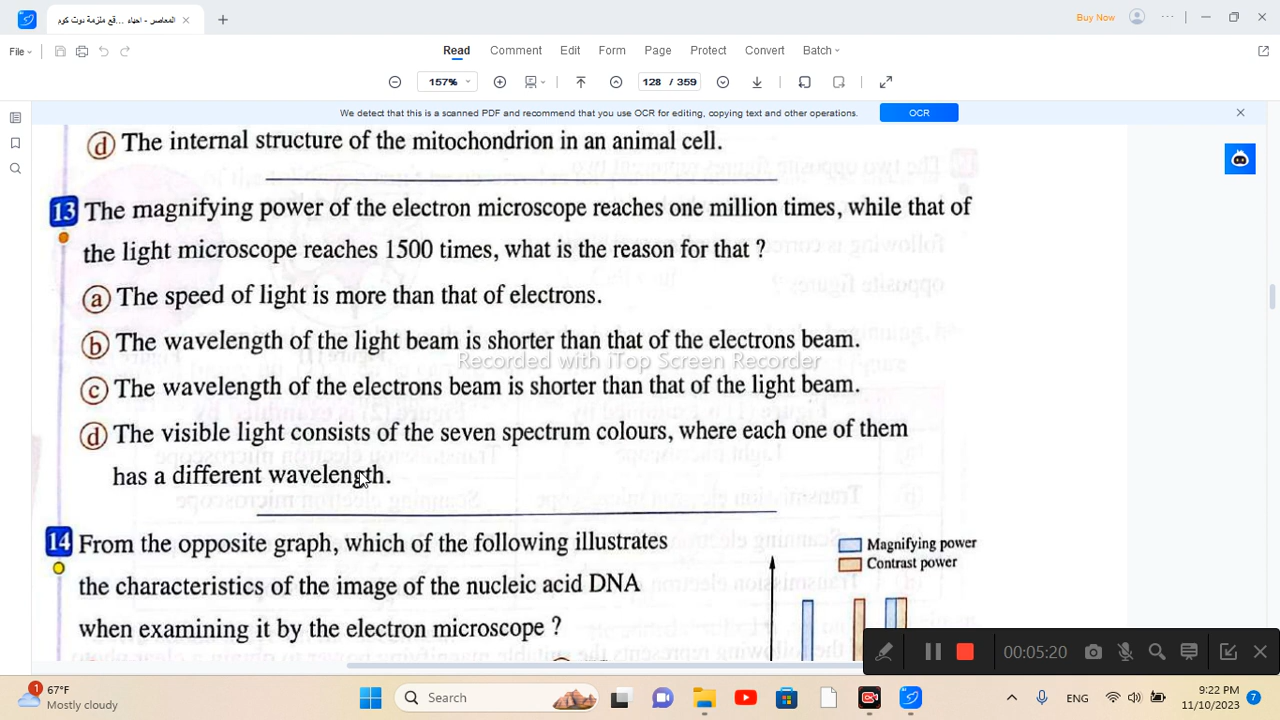 المعاصر - احياء ...قع ملزمة دوت كوم
Buy Now
File
Read Comment Edit Form Page Protect Convert Batch
157% 128 / 359
We detect that this is a scanned PDF and recommend that you use OCR for editing, copying text and other operations. OCR
d The internal structure of the mitochondrion in an animal cell.
13 The magnifying power of the electron microscope reaches one million times, while that of
the light microscope reaches 1500 times, what is the reason for that ?
a The speed of light is more than that of electrons.
b The wavelength of the light beam is shorter than that of the electrons beam.
Recorded with iTop Screen Recorder
c The wavelength of the electrons beam is shorter than that of the light beam.
d The visible light consists of the seven spectrum colours, where each one of them
has a different wavelength.
14 From the opposite graph, which of the following illustrates
the characteristics of the image of the nucleic acid DNA
when examining it by the electron microscope ?
Magnifying power
Contrast power
00:05:20
1
67°F
Mostly cloudy
Search
ENG
9:22 PM
11/10/2023
7